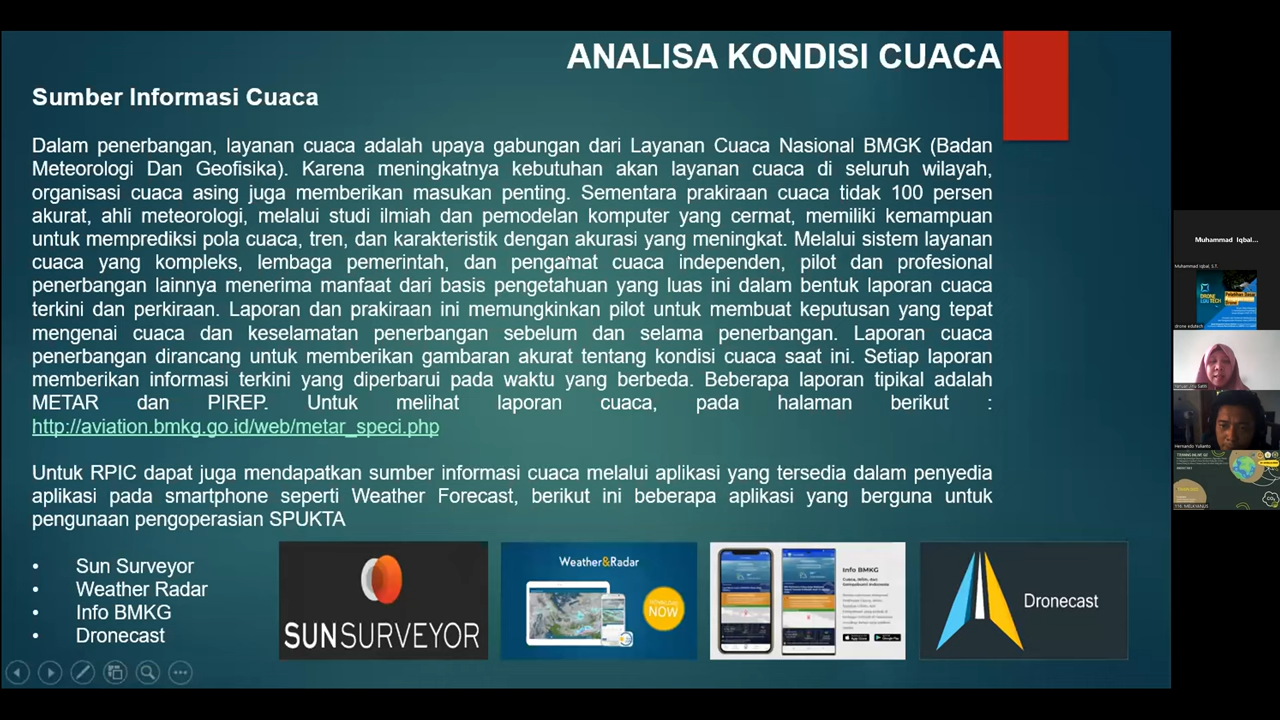 ANALISA KONDISI CUACA
Sumber Informasi Cuaca
Dalam penerbangan, layanan cuaca adalah upaya gabungan dari Layanan Cuaca Nasional BMGK (Badan
Meteorologi Dan Geofisika). Karena meningkatnya kebutuhan akan layanan cuaca di seluruh wilayah,
organisasi cuaca asing juga memberikan masukan penting. Sementara prakiraan cuaca tidak 100 persen
akurat, ahli meteorologi, melalui studi ilmiah dan pemodelan komputer yang cermat, memiliki kemampuan
untuk memprediksi pola cuaca, tren, dan karakteristik dengan akurasi yang meningkat. Melalui sistem layanan
cuaca yang kompleks, lembaga pemerintah, dan pengamat cuaca independen, pilot dan profesional
penerbangan lainnya menerima manfaat dari basis pengetahuan yang luas ini dalam bentuk laporan cuaca
terkini dan perkiraan. Laporan dan prakiraan ini memungkinkan pilot untuk membuat keputusan yang tepat
mengenai cuaca dan keselamatan penerbangan sebelum dan selama penerbangan. Laporan cuaca
penerbangan dirancang untuk memberikan gambaran akurat tentang kondisi cuaca saat ini. Setiap laporan
memberikan informasi terkini yang diperbarui pada waktu yang berbeda. Beberapa laporan tipikal adalah
METAR dan PIREP. Untuk melihat laporan cuaca, pada halaman berikut :
http://aviation.bmkg.go.id/web/metar_speci.php
Untuk RPIC dapat juga mendapatkan sumber informasi cuaca melalui aplikasi yang tersedia dalam penyedia
aplikasi pada smartphone seperti Weather Forecast, berikut ini beberapa aplikasi yang berguna untuk
pengunaan pengoperasian SPUKTA
• Sun Surveyor
• Weather Radar
• Info BMKG
• Dronecast
SUNSURVEYOR
Weather&Radar
NOW
Info BMKG
Dronecast
Muhammad Iqbal...
Muhammad Iqbal, S.T.
DRONE
EDUTECH
drone edutech
Hernando Yulianto